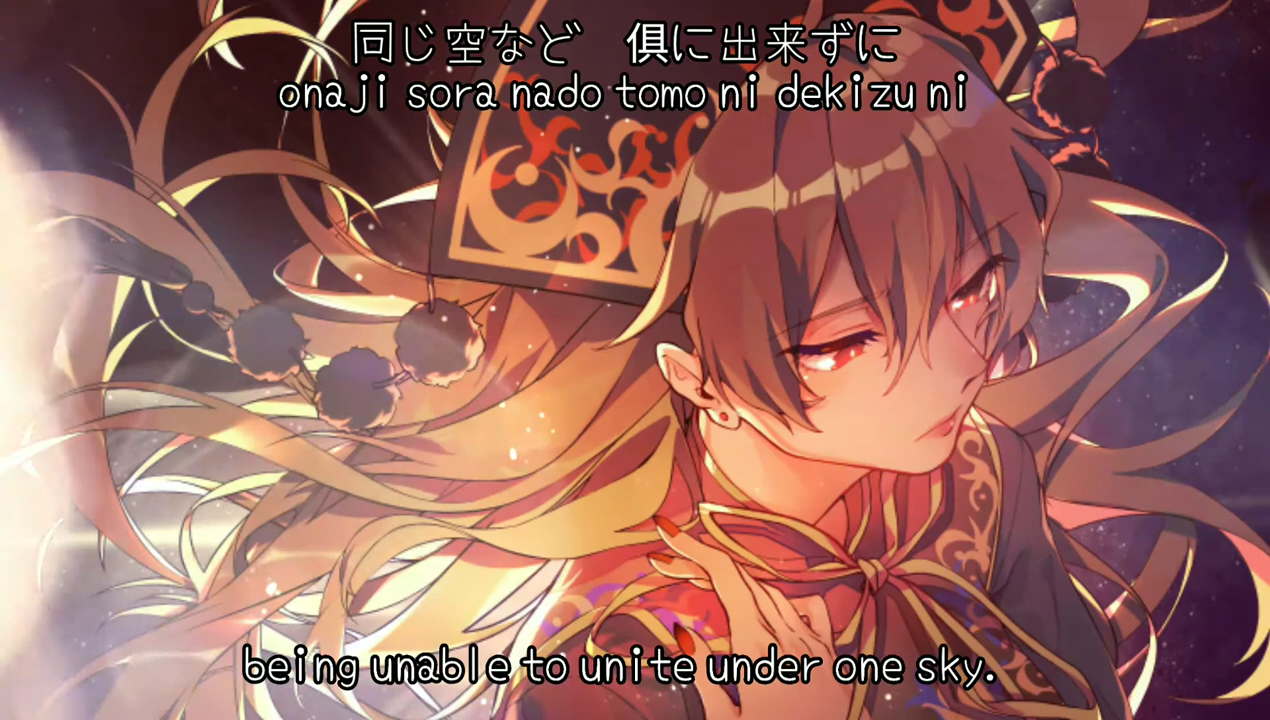 同じ空など　俱に出来ずに
onaji sora nado tomo ni dekizu ni
being unable to unite under one sky.